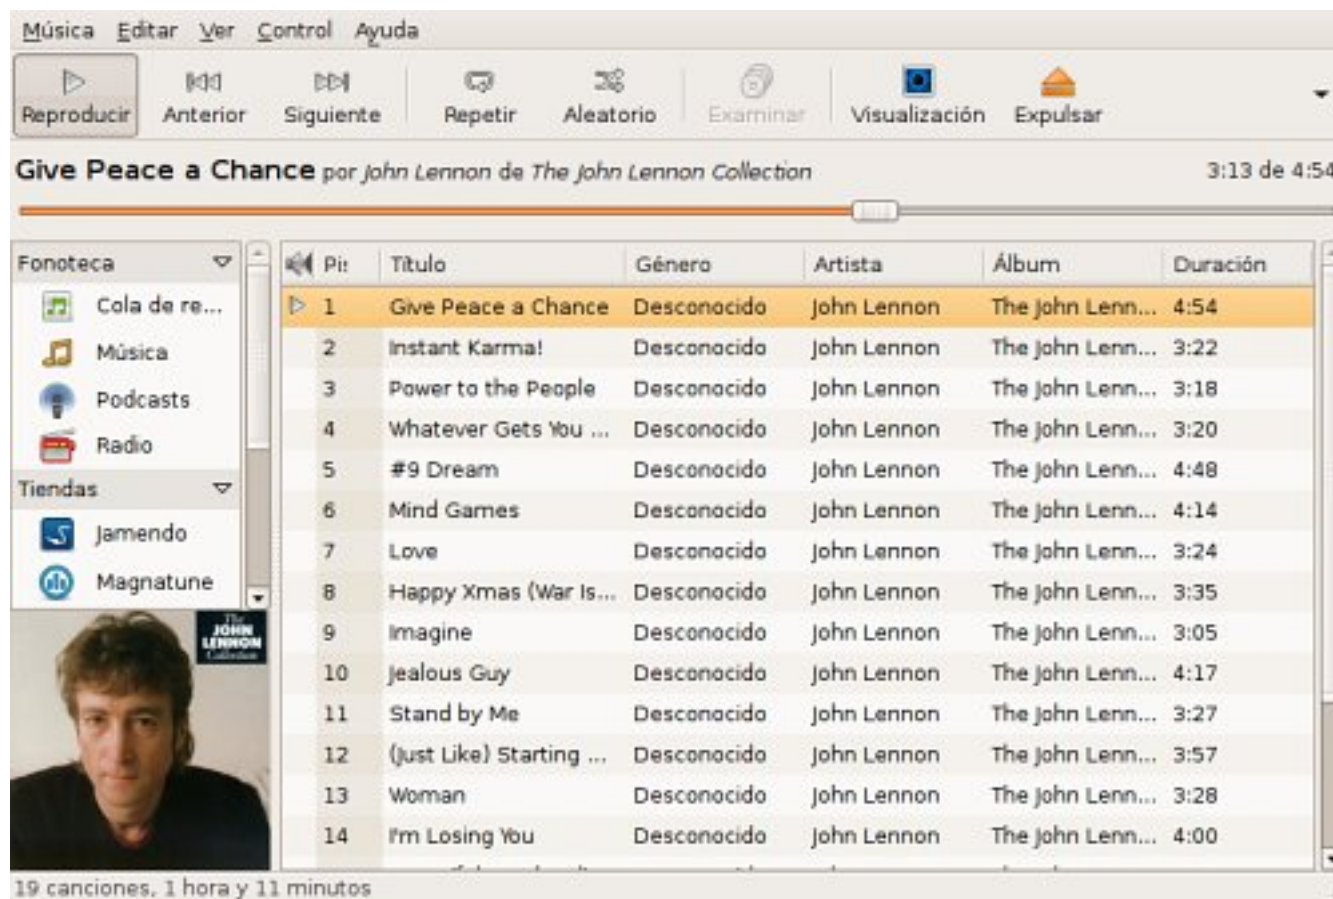 Música Editar Ver Control Ayuda
Reproducir Anterior Siguiente Repetir Aleatorio Examinar Visualización Expulsar
Give Peace a Chance por John Lennon de The John Lennon Collection 3:13 de 4:54
Fonoteca
Cola de re...
Música
Podcasts
Radio
Tiendas
Jamendo
Magnatune
The
JOHN
LENNON
Collection
Pi: Título Género Artista Álbum Duración
1 Give Peace a Chance Desconocido John Lennon The John Lenn... 4:54
2 Instant Karma! Desconocido John Lennon The John Lenn... 3:22
3 Power to the People Desconocido John Lennon The John Lenn... 3:18
4 Whatever Gets You ... Desconocido John Lennon The John Lenn... 3:20
5 #9 Dream Desconocido John Lennon The John Lenn... 4:48
6 Mind Games Desconocido John Lennon The John Lenn... 4:14
7 Love Desconocido John Lennon The John Lenn... 3:24
8 Happy Xmas (War Is... Desconocido John Lennon The John Lenn... 3:35
9 Imagine Desconocido John Lennon The John Lenn... 3:05
10 Jealous Guy Desconocido John Lennon The John Lenn... 4:17
11 Stand by Me Desconocido John Lennon The John Lenn... 3:27
12 (Just Like) Starting ... Desconocido John Lennon The John Lenn... 3:57
13 Woman Desconocido John Lennon The John Lenn... 3:28
14 I'm Losing You Desconocido John Lennon The John Lenn... 4:00
19 canciones, 1 hora y 11 minutos